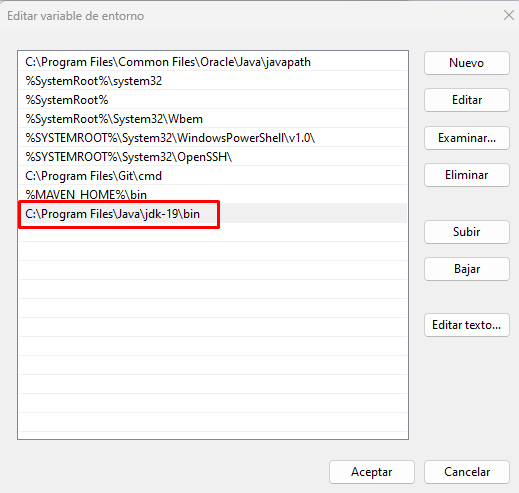 Editar variable de entorno
C:\Program Files\Common Files\Oracle\Java\javapath
%SystemRoot%\system32
%SystemRoot%
%SystemRoot%\System32\Wbem
%SYSTEMROOT%\System32\WindowsPowerShell\v1.0\
%SYSTEMROOT%\System32\OpenSSH\
C:\Program Files\Git\cmd
%MAVEN_HOME%\bin
C:\Program Files\Java\jdk-19\bin
Nuevo
Editar
Examinar...
Eliminar
Subir
Bajar
Editar texto...
Aceptar
Cancelar